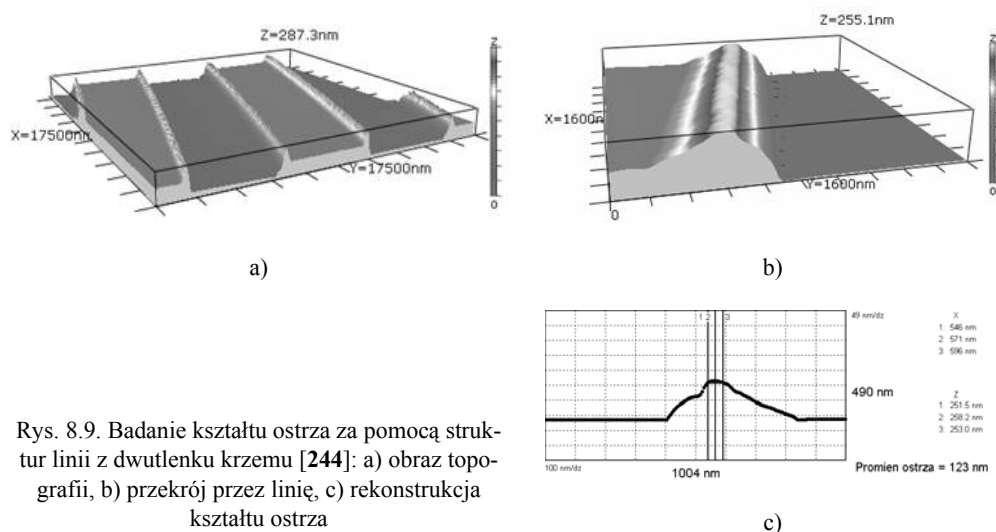 Z=287.3nm
Z
X=17500nm
Y=17500nm
0
a)
Z=255.1nm
Z
X=1600nm
Y=1600nm
0
0
b)
1 2 3
49 nm/dz
X
1: 546 nm
2: 571 nm
3: 596 nm
490 nm
Z
1: 251.5 nm
2: 258.2 nm
3: 253.0 nm
100 nm/dz
1004 nm
Promien ostrza = 123 nm
c)
Rys. 8.9. Badanie kształtu ostrza za pomocą struk-
tur linii z dwutlenku krzemu [244]: a) obraz topo-
grafii, b) przekrój przez linię, c) rekonstrukcja
kształtu ostrza